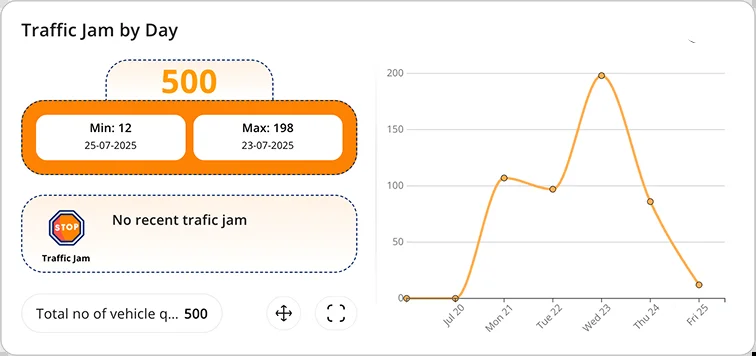 Traffic Jam by Day
500
Min: 12
25-07-2025
Max: 198
23-07-2025
STOP
Traffic Jam
No recent trafic jam
Total no of vehicle q... 500
200
150
100
50
0
Jul 20
Mon 21
Tue 22
Wed 23
Thu 24
Fri 25